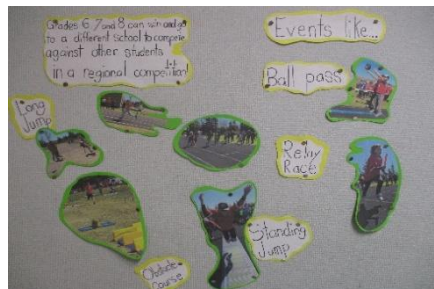 Grades 6, 7 and 8 can win and go
to a different school to compete
against other students
in a regional competition!
Events like...
Ball pass
Long
Jump
Relay
Race
Standing
Jump
Obstacle
Course